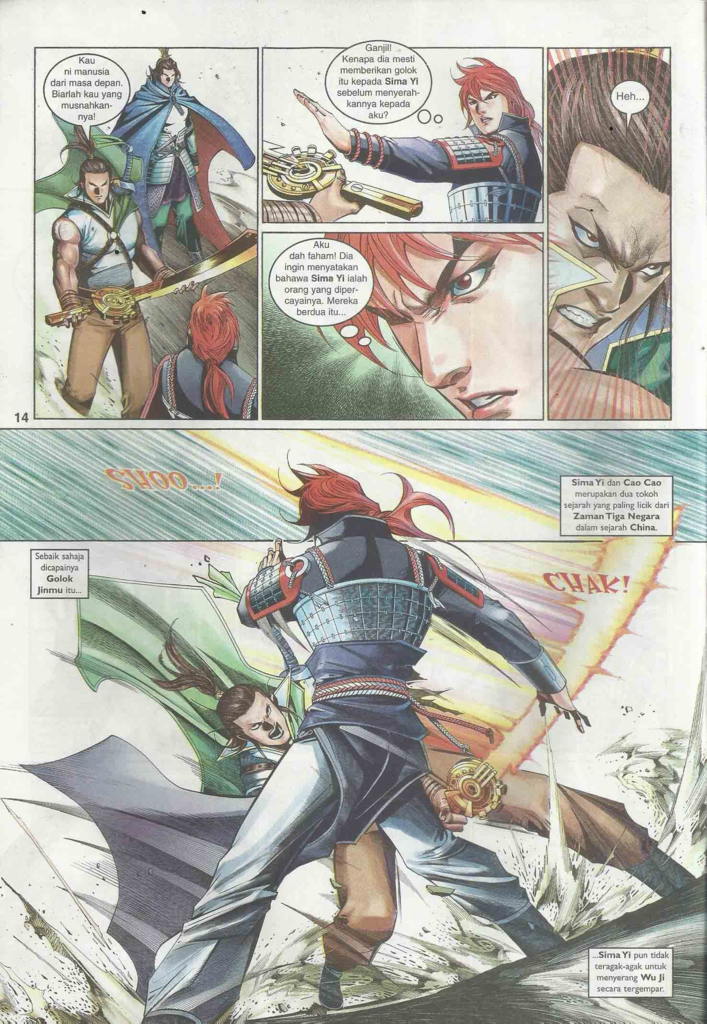 Kau
ni manusia
dari masa depan.
Biarlah kau yang
musnahkan-
nya!
Ganjil!
Kenapa dia mesti
memberikan golok
itu kepada Sima Yi
sebelum menyerah-
kannya kepada
aku?
Heh...
Aku
dah faham! Dia
ingin menyatakan
bahawa Sima Yi ialah
orang yang diper-
cayainya. Mereka
berdua itu...
14
SHOO....!
Sima Yi dan Cao Cao
merupakan dua tokoh
sejarah yang paling licik dari
Zaman Tiga Negara
dalam sejarah China.
Sebaik sahaja
dicapainya
Golok
Jinmu itu...
CHAK!
...Sima Yi pun tidak
teragak-agak untuk
menyerang Wu Ji
secara tergempar.